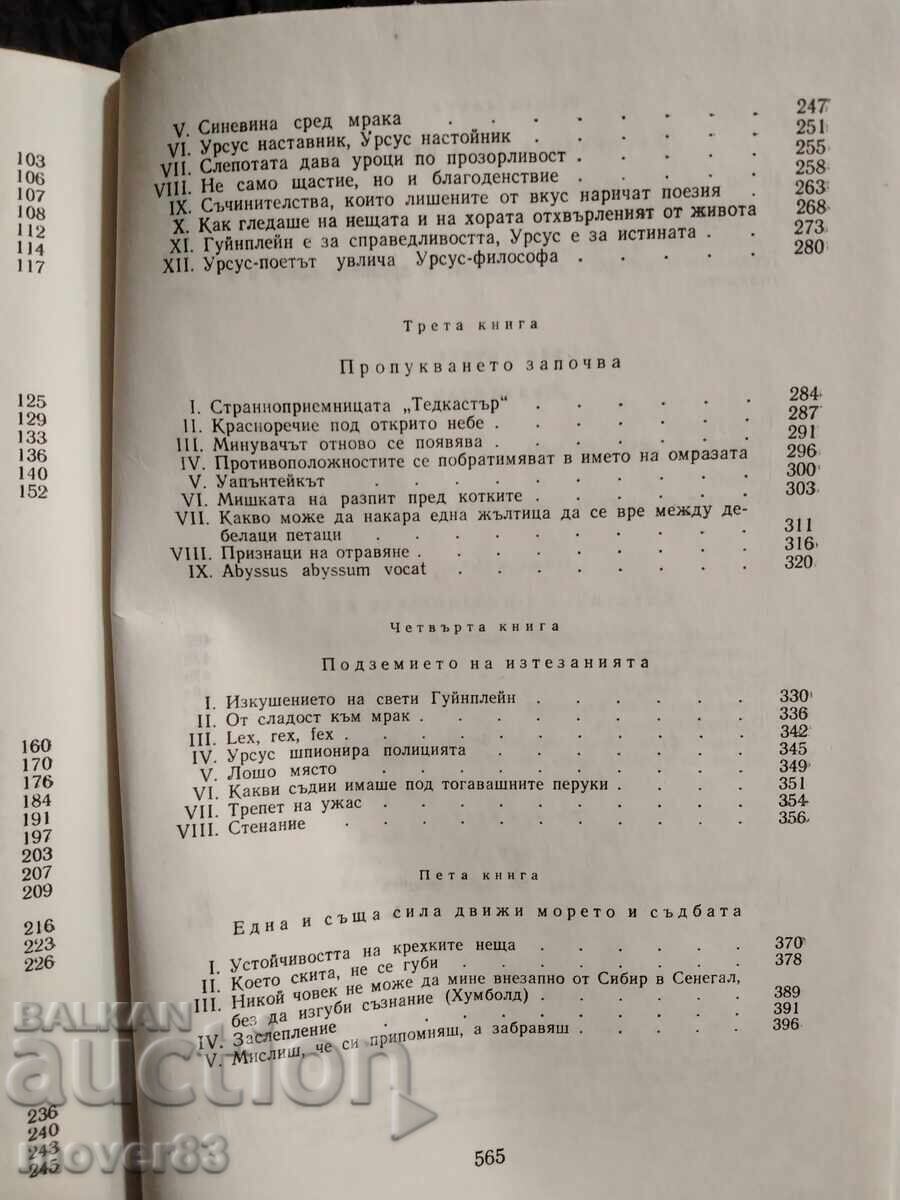 103
106
107
108
112
114
117
125
129
133
136
140
152
160
170
176
184
191
197
203
207
209
216
223
226
236
240
243
245
V. Синевина сред мрака . . . . . . . 247
VI. Урсус наставник, Урсус настойник . . . . . 251
VII. Слепотата дава уроци по прозорливост . . . . . 255
VIII. Не само щастие, но и благоденствие . . . . . 258
IX. Съчинителства, които лишените от вкус наричат поезия . 263
X. Как гледаше на нещата и на хората отхвърленият от живота 268
XI. Гуйнплейн е за справедливостта, Урсус е за истината . . 273
XII. Урсус-поетът увлича Урсус-философа . . . . . 280
Трета книга
Пропукването започва
I. Странноприемницата „Тедкастър“ . . . . . . 284
II. Красноречие под открито небе . . . . . . . 287
III. Минувачът отново се появява . . . . . . . 291
IV. Противоположностите се побратимяват в името на омразата 296
V. Уапънтейкът . . . . . . . . . 300
VI. Мишката на разпит пред котките . . . . . . 303
VII. Какво може да накара една жълтица да се вре между де-
белаци петаци . . . . . . . . . 311
VIII. Признаци на отравяне . . . . . . . . 316
IX. Abyssus abyssum vocat . . . . . . . . 320
Четвърта книга
Подземието на изтезанията
I. Изкушението на свети Гуйнплейн . . . . . . 330
II. От сладост към мрак . . . . . . . . 336
III. Lex, rex, fex . . . . . . . . . . 342
IV. Урсус шпионира полицията . . . . . . 345
V. Лошо място . . . . . . . . . 349
VI. Какви съдии имаше под тогавашните перуки . . . . 351
VII. Трепет на ужас . . . . . . . . . 354
VIII. Стенание . . . . . . . . . . 356
Пета книга
Една и съща сила движи морето и съдбата
I. Устойчивостта на крехките неща . . . . . . 370
II. Което скита, не се губи . . . . . . . . 378
III. Никой човек не може да мине внезапно от Сибир в Сенегал,
без да изгуби съзнание (Хумболд) . . . . . . 389
IV. Заслепление . . . . . . . . . 391
V. Мислиш, че си припомняш, а забравяш . . . . . 396
565
BALKAN
auction
mover83